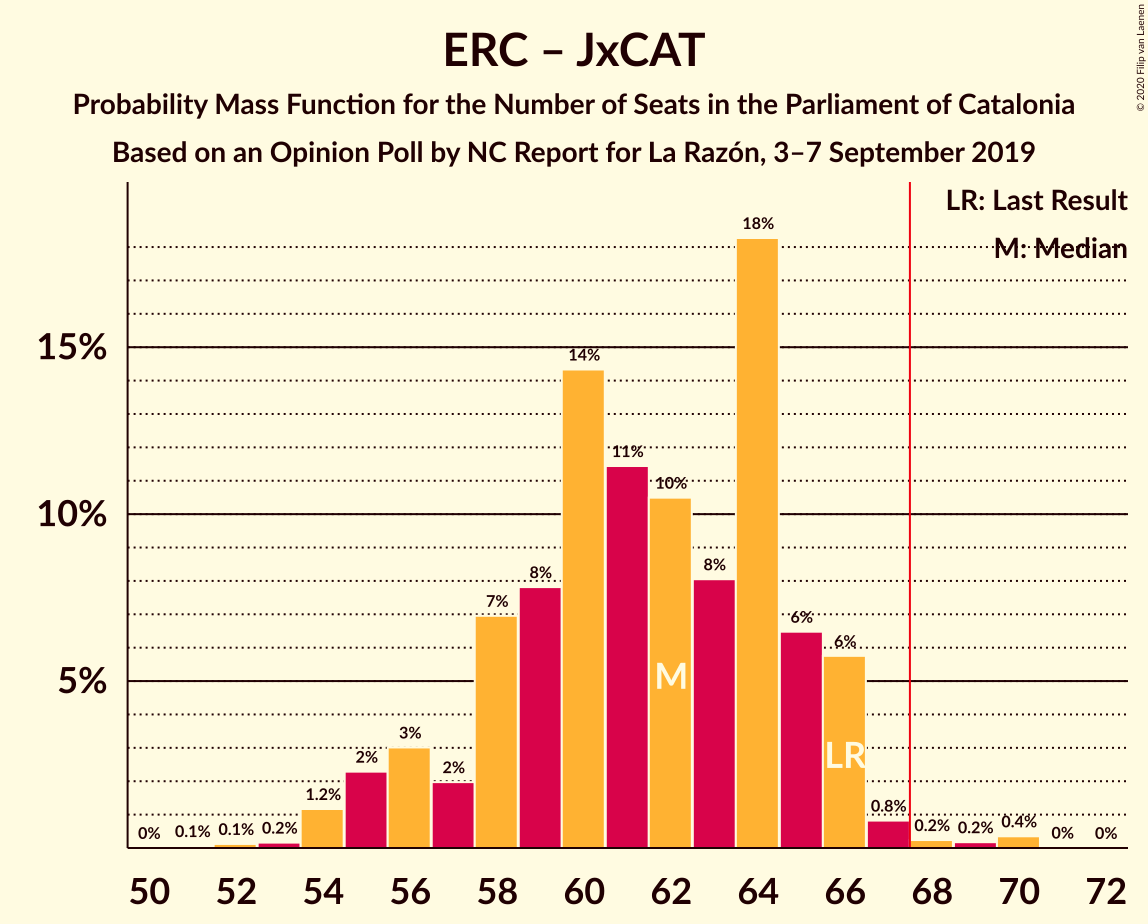 ERC – JxCAT
Probability Mass Function for the Number of Seats in the Parliament of Catalonia
Based on an Opinion Poll by NC Report for La Razón, 3–7 September 2019
© 2020 Filip van Laenen
LR: Last Result
M: Median
15%
10%
5%
0%
0.1%
0.1%
0.2%
1.2%
2%
3%
2%
7%
8%
14%
11%
10%
8%
18%
6%
6%
0.8%
0.2%
0.2%
0.4%
0%
0%
M
LR
50 52 54 56 58 60 62 64 66 68 70 72